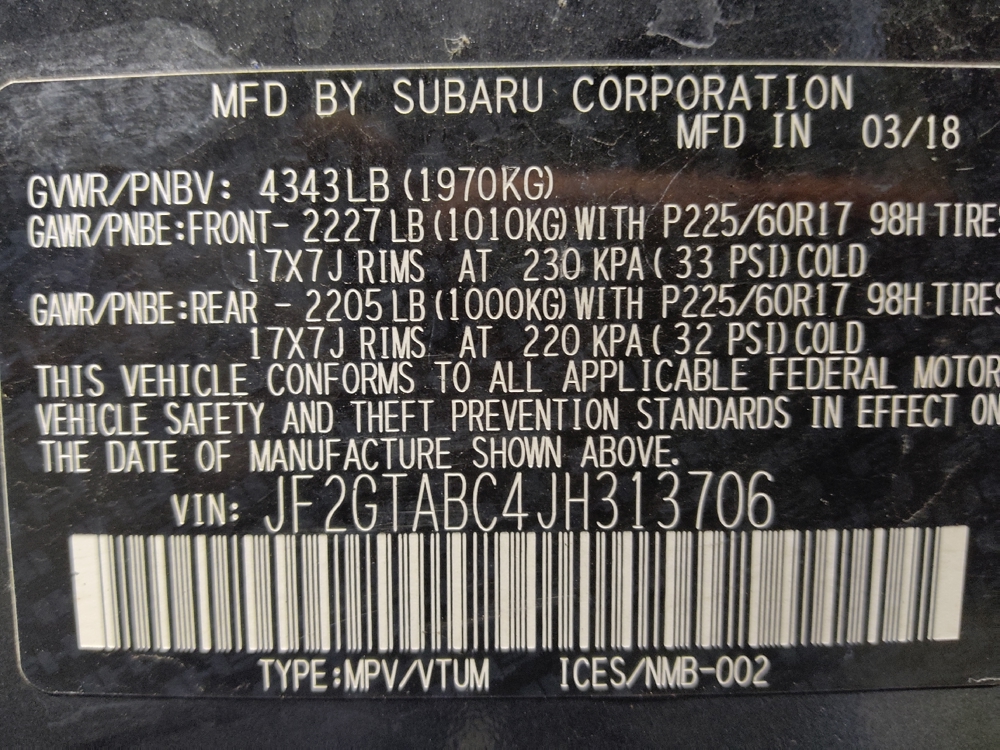 MFD BY SUBARU CORPORATION
MFD IN 03/18
GVWR/PNBV: 4343LB (1970KG)
GAWR/PNBE:FRONT- 2227LB (1010KG) WITH P225/60R17 98H TIRE
17X7J RIMS AT 230 KPA ( 33 PSI) COLD
GAWR/PNBE:REAR - 2205LB (1000KG) WITH P225/60R17 98H TIRES
17X7J RIMS AT 220 KPA ( 32 PSI) COLD
THIS VEHICLE CONFORMS TO ALL APPLICABLE FEDERAL MOTOR
VEHICLE SAFETY AND THEFT PREVENTION STANDARDS IN EFFECT ON
THE DATE OF MANUFACTURE SHOWN ABOVE.
VIN: JF2GTABC4JH313706
TYPE:MPV/VTUM ICES/NMB-002